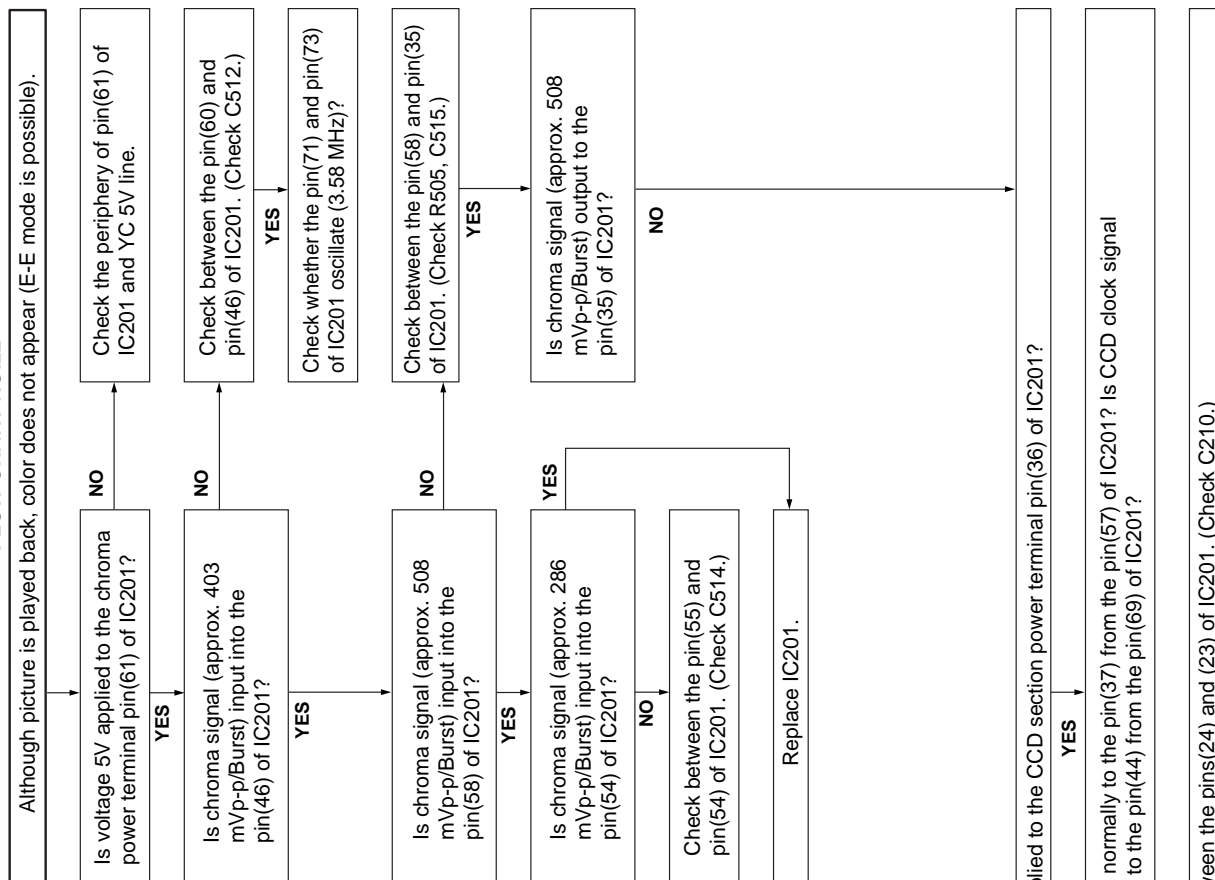 Although picture is played back, color does not appear (E-E mode is possible).
Is voltage 5V applied to the chroma
power terminal pin(61) of IC201?
NO
Check the periphery of pin(61) of
IC201 and YC 5V line.
YES
Is chroma signal (approx. 403
mVp-p/Burst) input into the
pin(46) of IC201?
NO
Check between the pin(60) and
pin(46) of IC201. (Check C512.)
YES
Check whether the pin(71) and pin(73)
of IC201 oscillate (3.58 MHz)?
YES
Is chroma signal (approx. 508
mVp-p/Burst) input into the
pin(58) of IC201?
NO
Check between the pin(58) and pin(35)
of IC201. (Check R505, C515.)
YES
Is chroma signal (approx. 508
mVp-p/Burst) output to the
pin(35) of IC201?
NO
YES
Is chroma signal (approx. 286
mVp-p/Burst) input into the
pin(54) of IC201?
YES
NO
Check between the pin(55) and
pin(54) of IC201. (Check C514.)
Replace IC201.
to the CCD section power terminal pin(36) of IC201?
YES
normally to the pin(37) from the pin(57) of IC201? Is CCD clock signal
to the pin(44) from the pin(69) of IC201?
the pins(24) and (23) of IC201. (Check C210.)